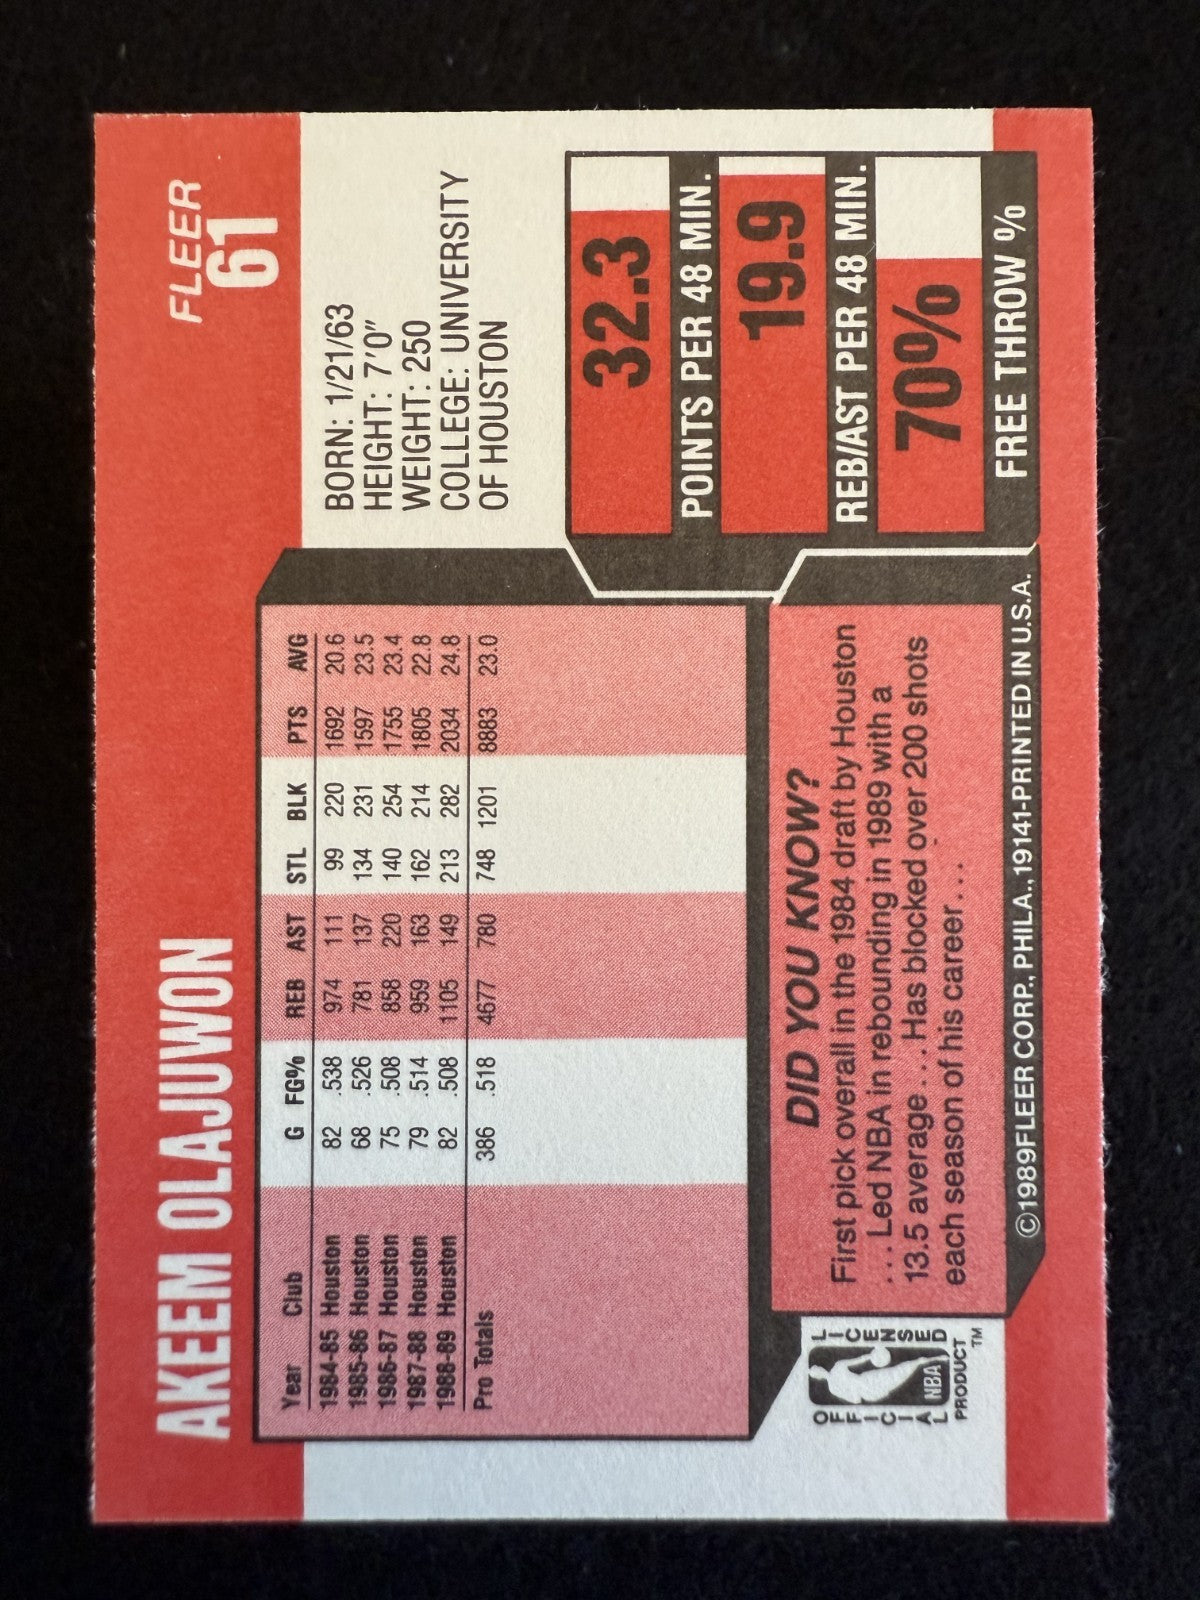 AKEEM OLAJUWON
FLEER
61
BORN: 1/21/63
HEIGHT: 7'0"
WEIGHT: 250
COLLEGE: UNIVERSITY
OF HOUSTON
Year Club G FG% REB AST STL BLK PTS AVG
1984-85 Houston 82 .538 974 111 99 220 1692 20.6
1985-86 Houston 68 .526 781 137 134 231 1597 23.5
1986-87 Houston 75 .508 858 220 140 254 1755 23.4
1987-88 Houston 79 .514 959 163 162 214 1805 22.8
1988-89 Houston 82 .508 1105 149 213 282 2034 24.8
Pro Totals 386 .518 4677 780 748 1201 8883 23.0
32.3
POINTS PER 48 MIN.
19.9
REB/AST PER 48 MIN.
70%
FREE THROW %
DID YOU KNOW?
First pick overall in the 1984 draft by Houston
. . . Led NBA in rebounding in 1989 with a
13.5 average . . . Has blocked over 200 shots
each season of his career. . .
OFFICIAL LICENSED
NBA
PRODUCT
TM
©1989FLEER CORP., PHILA., 19141-PRINTED IN U.S.A.